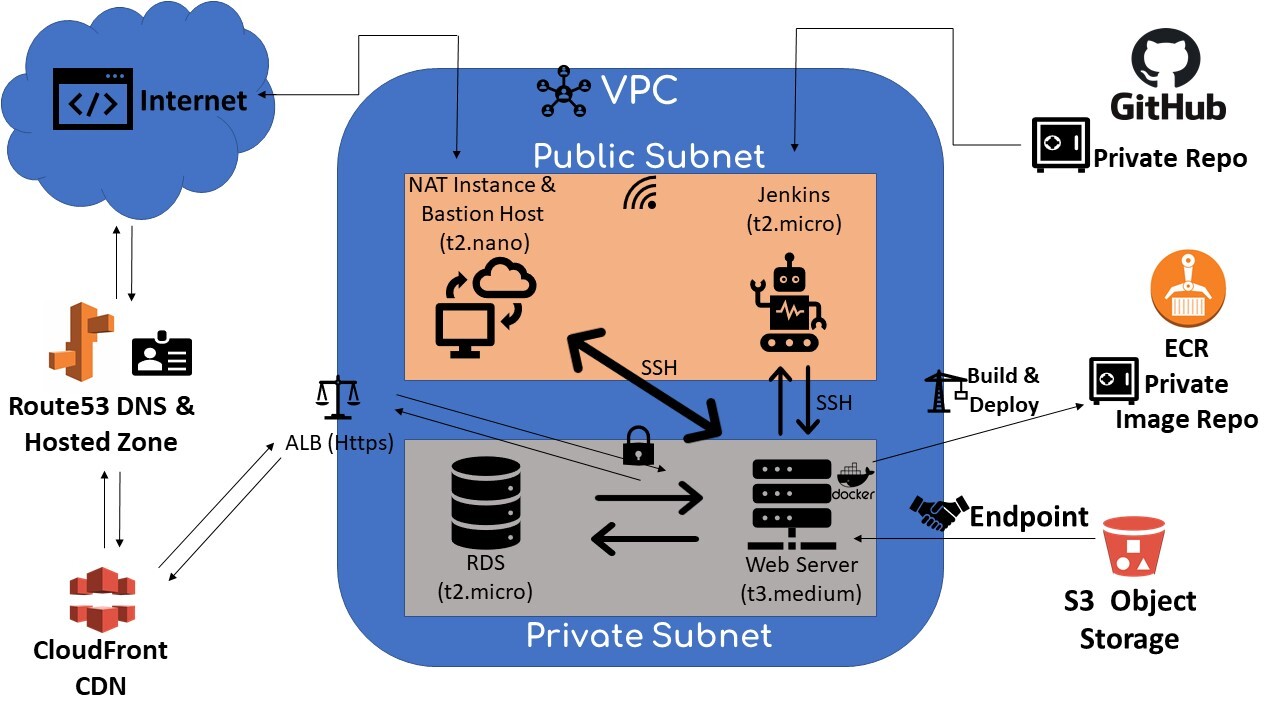 Internet
VPC
Public Subnet
NAT Instance &
Bastion Host
(t2.nano)
Jenkins
(t2.micro)
GitHub
Private Repo
SSH
SSH
Build &
Deploy
ECR
Private
Image Repo
Route53 DNS &
Hosted Zone
ALB (Https)
docker
RDS
(t2.micro)
Web Server
(t3.medium)
Private Subnet
Endpoint
S3 Object
Storage
CloudFront
CDN